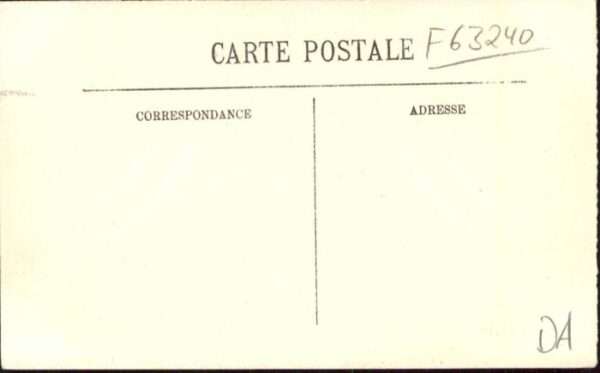 CARTE POSTALE F63240
CORRESPONDANCE
ADRESSE
DA